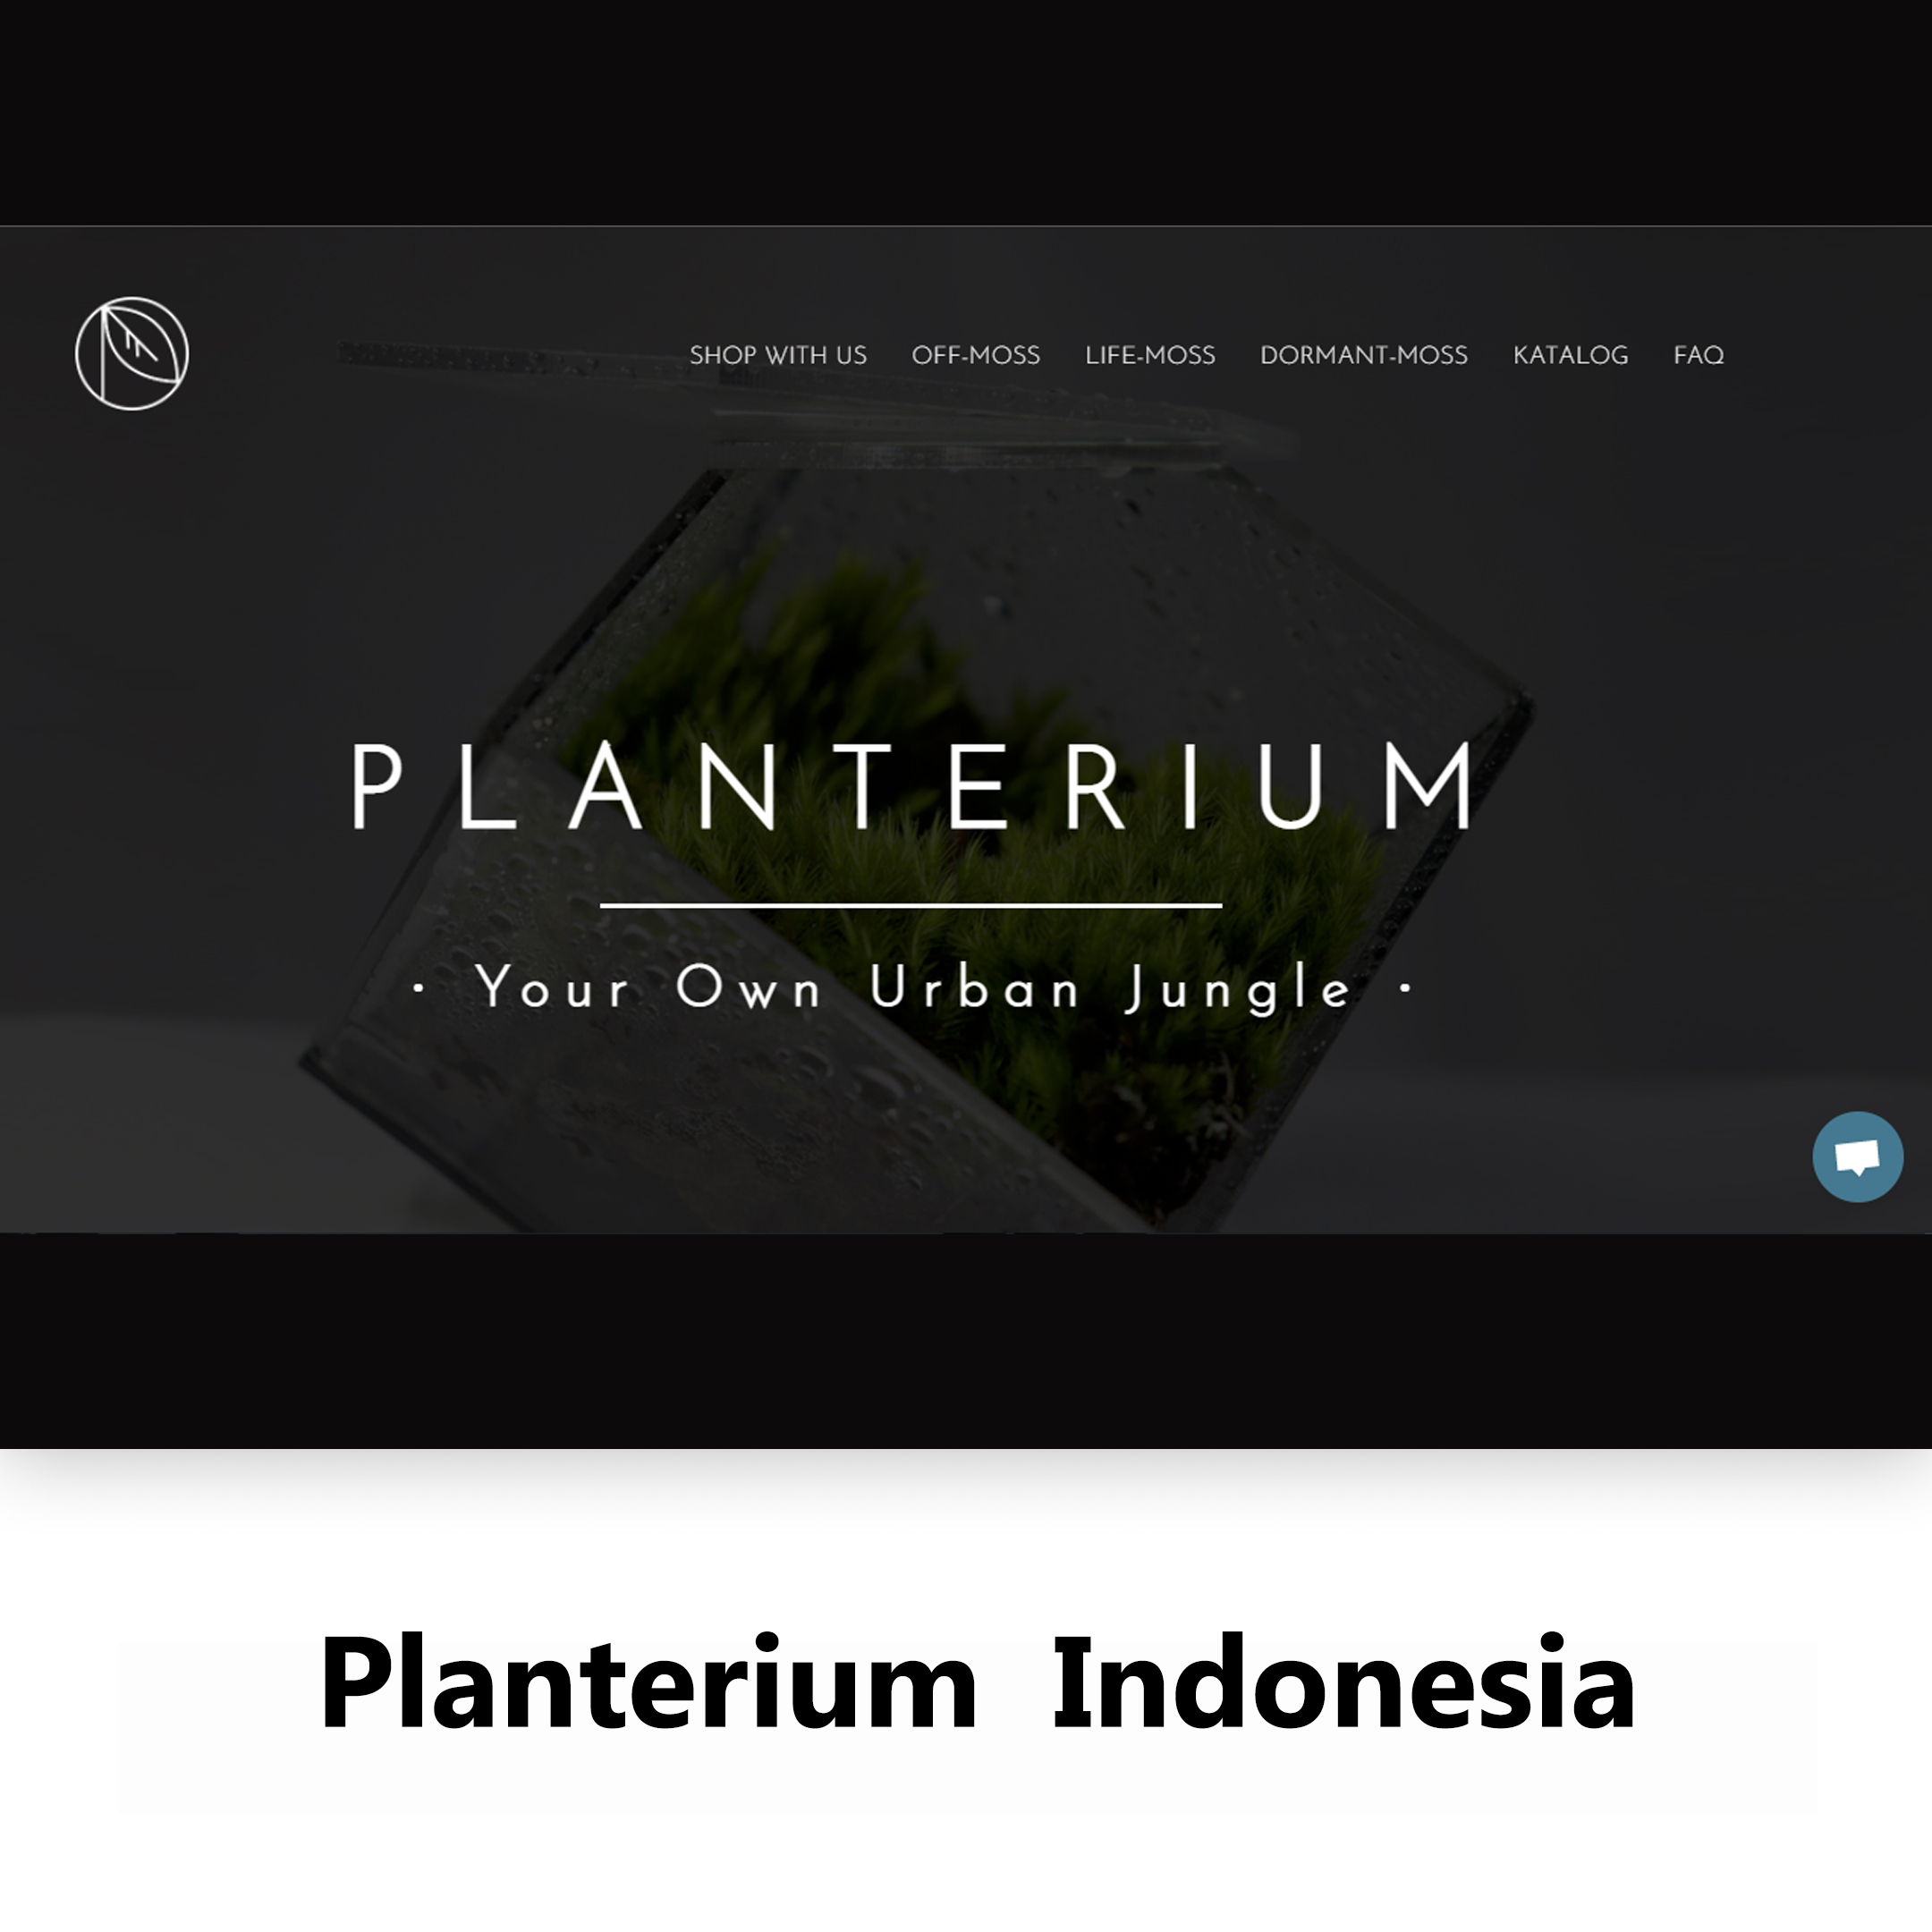 SHOP WITH US OFF-MOSS LIFE-MOSS DORMANT-MOSS KATALOG FAQ
PLANTERIUM
· Your Own Urban Jungle ·
Planterium Indonesia